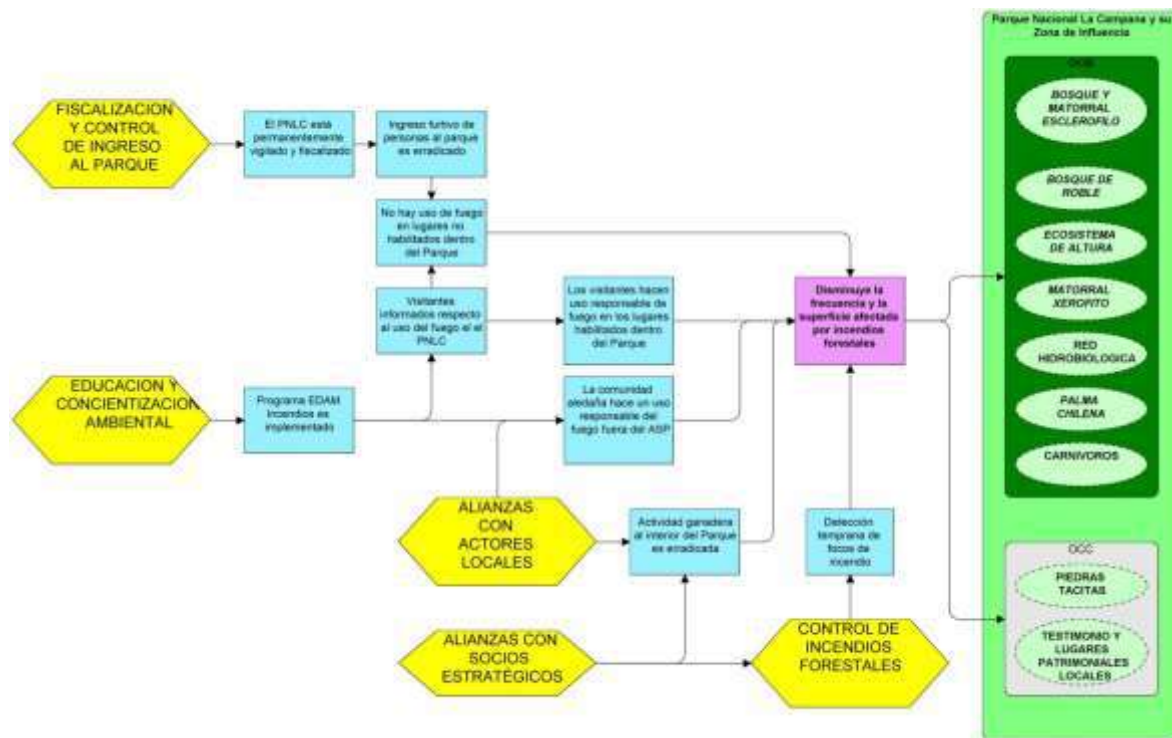 Parque Nacional La Campana y su
Zona de Influencia
FISCALIZACION
Y CONTROL
DE INGRESO
AL PARQUE
El PNLC está
permanentemente
vigilado y fiscalizado
Ingreso furtivo de
personas al parque
es erradicado
No hay uso de fuego
en lugares no
habilitados dentro
del Parque
Visitantes
informados respecto
al uso del fuego el el
PNLC
Los visitantes hacen
uso responsable de
fuego en los lugares
habilitados dentro
del Parque
Disminuye la
frecuencia y la
superficie afectada
por incendios
forestales
EDUCACION Y
CONCIENTIZACION
AMBIENTAL
Programa EDAM
Incendios es
implementado
La comunidad
aledaña hace un uso
responsable del
fuego fuera del ASP
ALIANZAS
CON
ACTORES
LOCALES
Actividad ganadera
al interior del Parque
es erradicada
Detección
temprana de
focos de
incendio
ALIANZAS CON
SOCIOS
ESTRATÉGICOS
CONTROL DE
INCENDIOS
FORESTALES
BOSQUE Y
MATORRAL
ESCLEROFILO
BOSQUE DE
ROBLE
ECOSISTEMA
DE ALTURA
MATORRAL
XEROFITO
RED
HIDROBIOLOGICA
PALMA
CHILENA
CARNIVOROS
OCC
PIEDRAS
TACITAS
TESTIMONIO Y
LUGARES
PATRIMONIALES
LOCALES